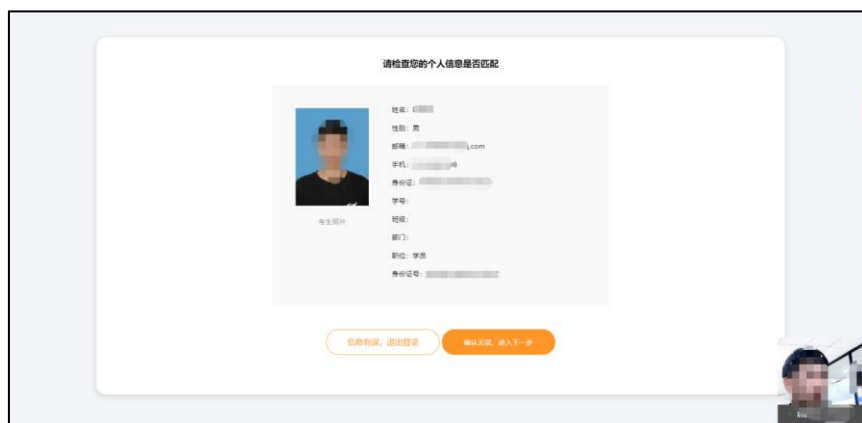 请检查您的个人信息是否匹配
姓名:
性别: 男
邮箱: .com
手机:
身份证:
学号:
班级:
部门:
职位: 学员
身份证号:
考生照片
信息有误，退出登录
确认无误，进入下一步